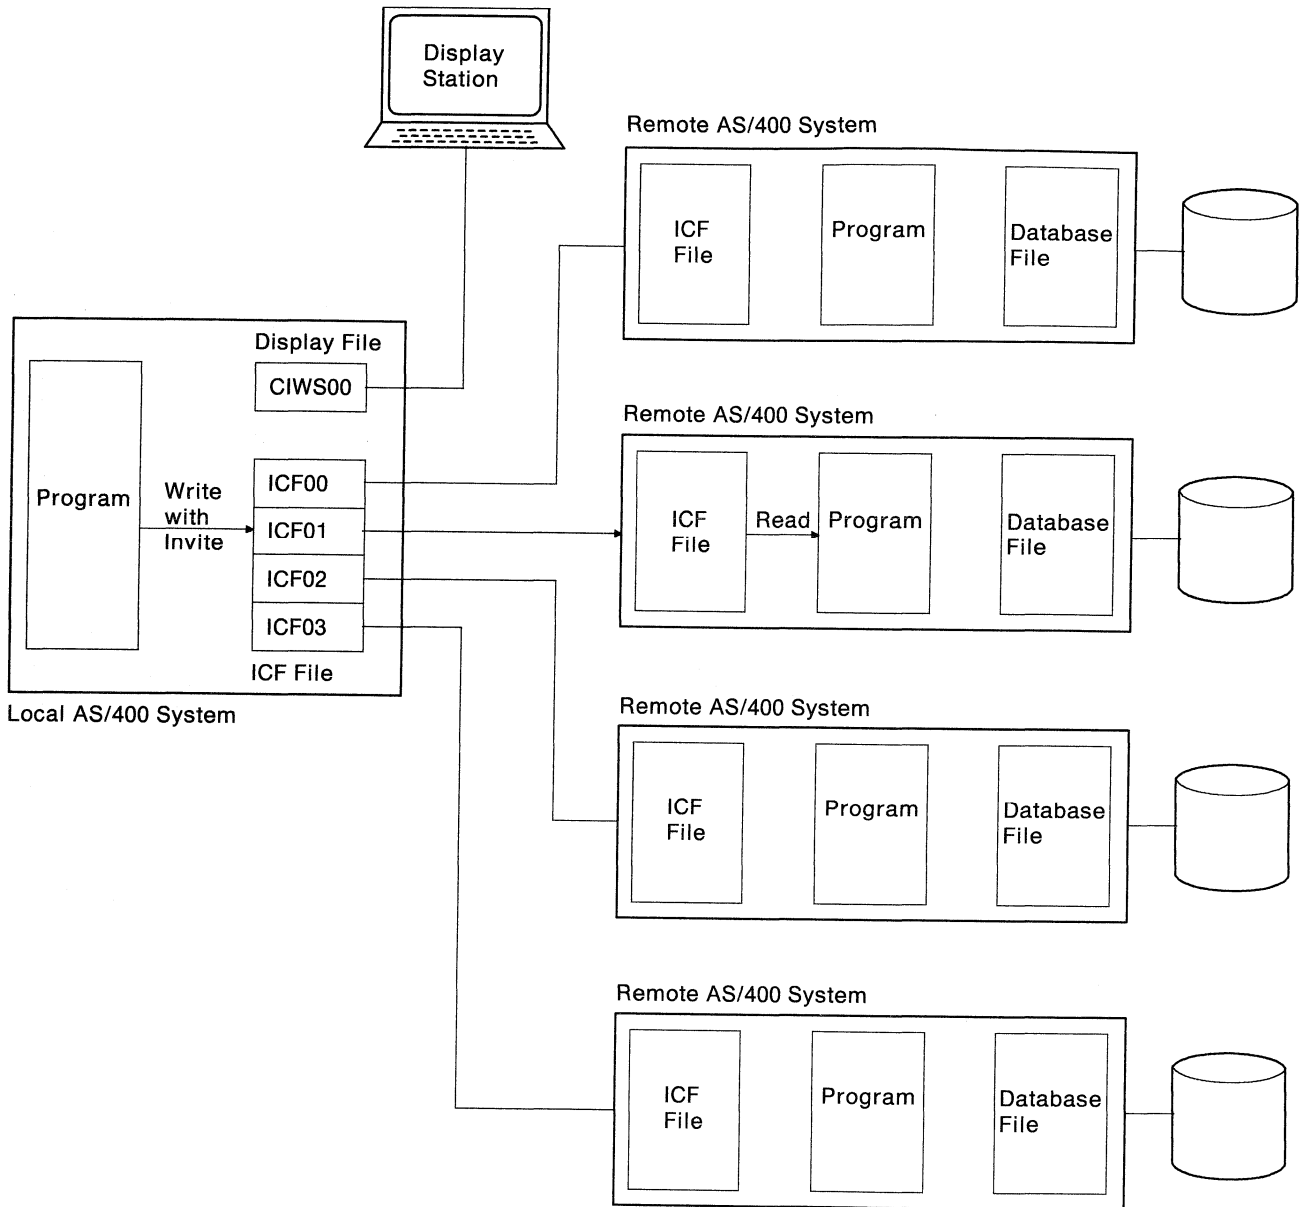 Display
Station
Remote AS/400 System
ICF
File
Program
Database
File
Display File
CIWS00
Program
Write
with
Invite
ICF00
ICF01
ICF02
ICF03
ICF File
Local AS/400 System
Remote AS/400 System
ICF
File
Read
Program
Database
File
Remote AS/400 System
ICF
File
Program
Database
File
Remote AS/400 System
ICF
File
Program
Database
File